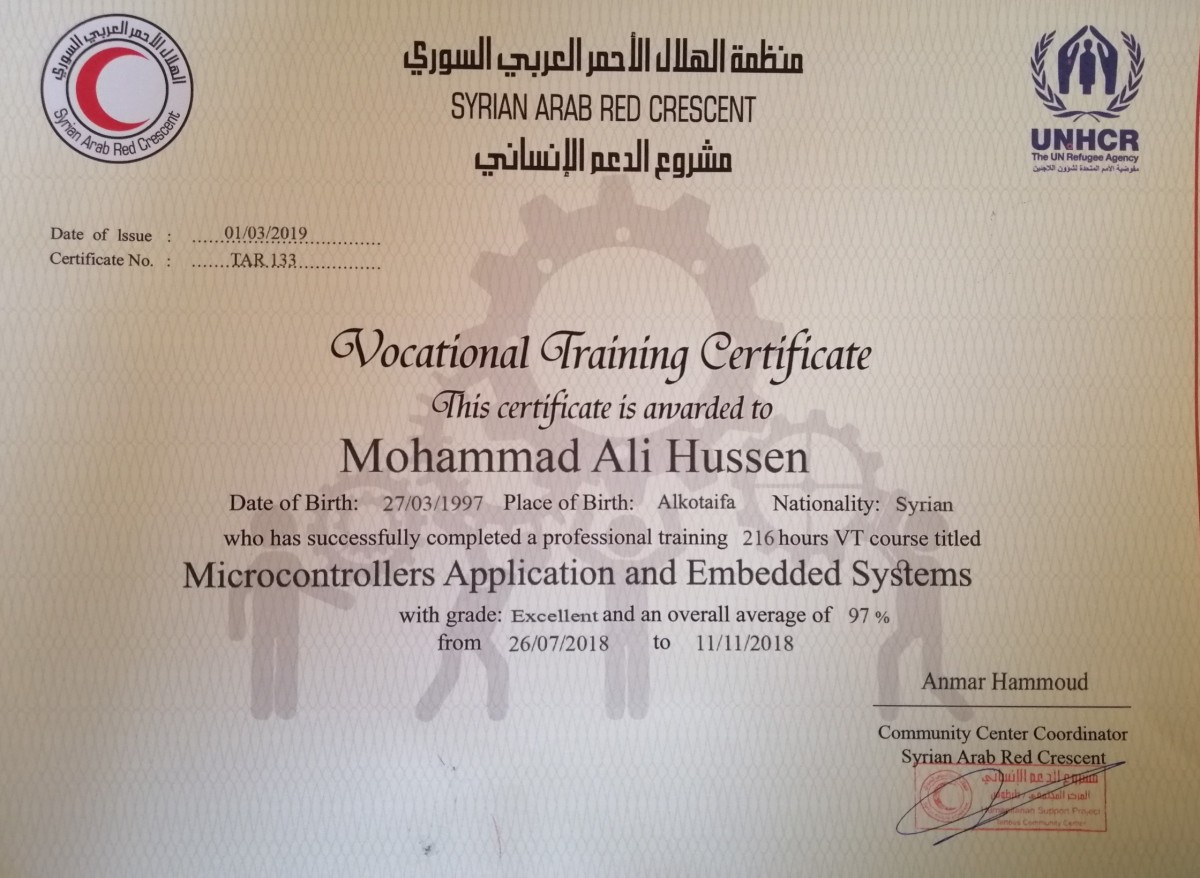 الهلال الأحمر العربي السوري
Syrian Arab Red Crescent
منظمة الهلال الأحمر العربي السوري
SYRIAN ARAB RED CRESCENT
مشروع الدعم الإنساني
UNHCR
The UN Refugee Agency
مفوضية الأمم المتحدة لشؤون اللاجئين
Date of Issue : ......01/03/2019.............
Certificate No. : .......TAR 133...............
Vocational Training Certificate
This certificate is awarded to
Mohammad Ali Hussen
Date of Birth: 27/03/1997 Place of Birth: Alkotaifa Nationality: Syrian
who has successfully completed a professional training 216 hours VT course titled
Microcontrollers Application and Embedded Systems
with grade: Excellent and an overall average of 97 %
from 26/07/2018 to 11/11/2018
Anmar Hammoud
Community Center Coordinator
Syrian Arab Red Crescent
مشروع الدعم الإنساني
Support Project
Community Center